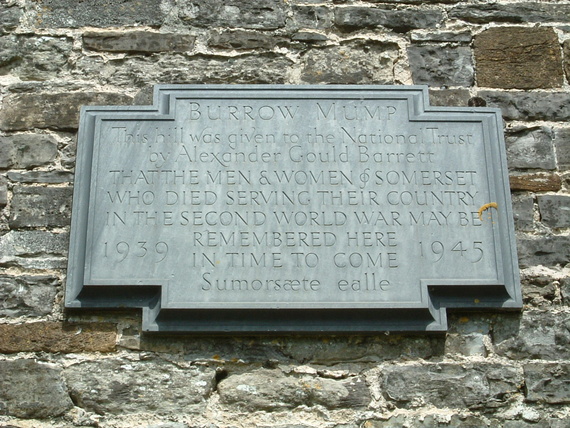 BURROW MUMP
This hill was given to the National Trust
by Alexander Gould Barrett
THAT THE MEN & WOMEN of SOMERSET
WHO DIED SERVING THEIR COUNTRY
IN THE SECOND WORLD WAR MAY BE
REMEMBERED HERE
1939 IN TIME TO COME 1945
Sumorsæte ealle